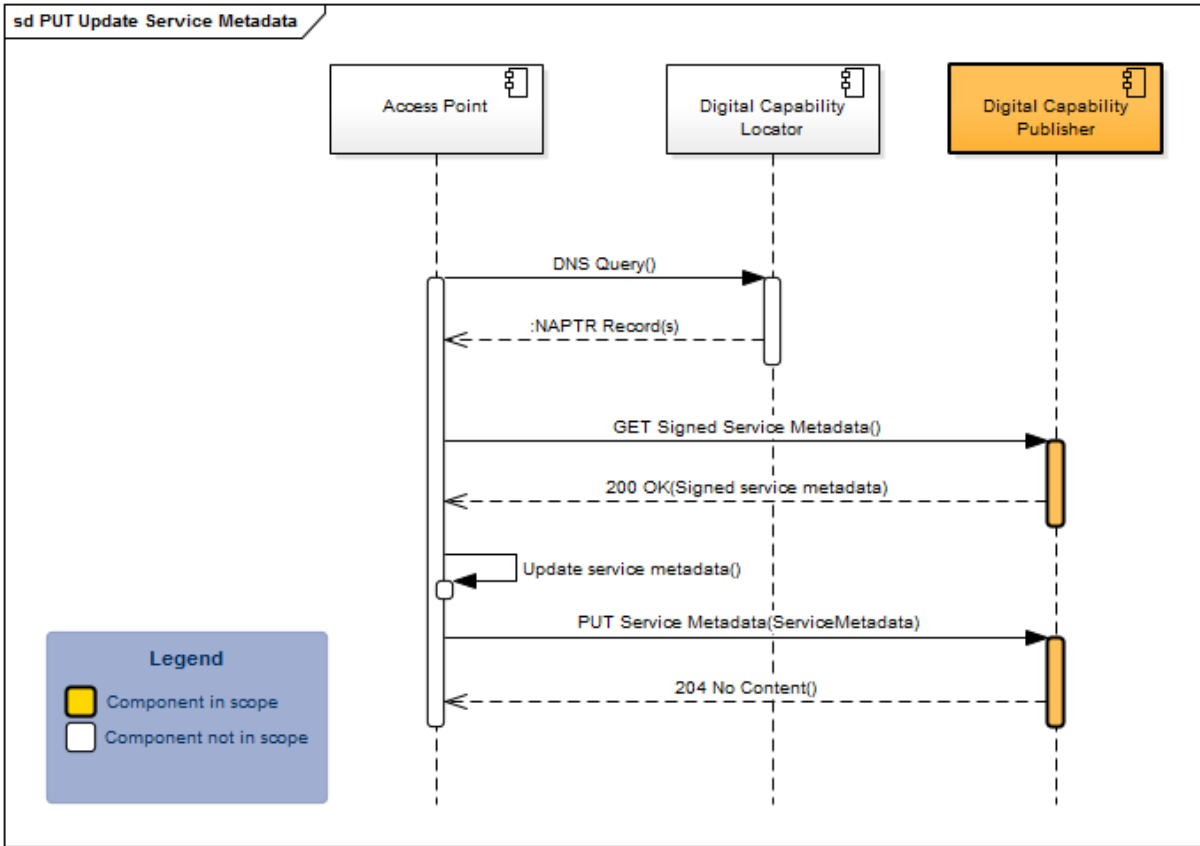 sd PUT Update Service Metadata
Access Point
Digital Capability
Locator
Digital Capability
Publisher
DNS Query()
:NAPTR Record(s)
GET Signed Service Metadata()
200 OK(Signed service metadata)
Update service metadata()
PUT Service Metadata(ServiceMetadata)
204 No Content()
Legend
Component in scope
Component not in scope